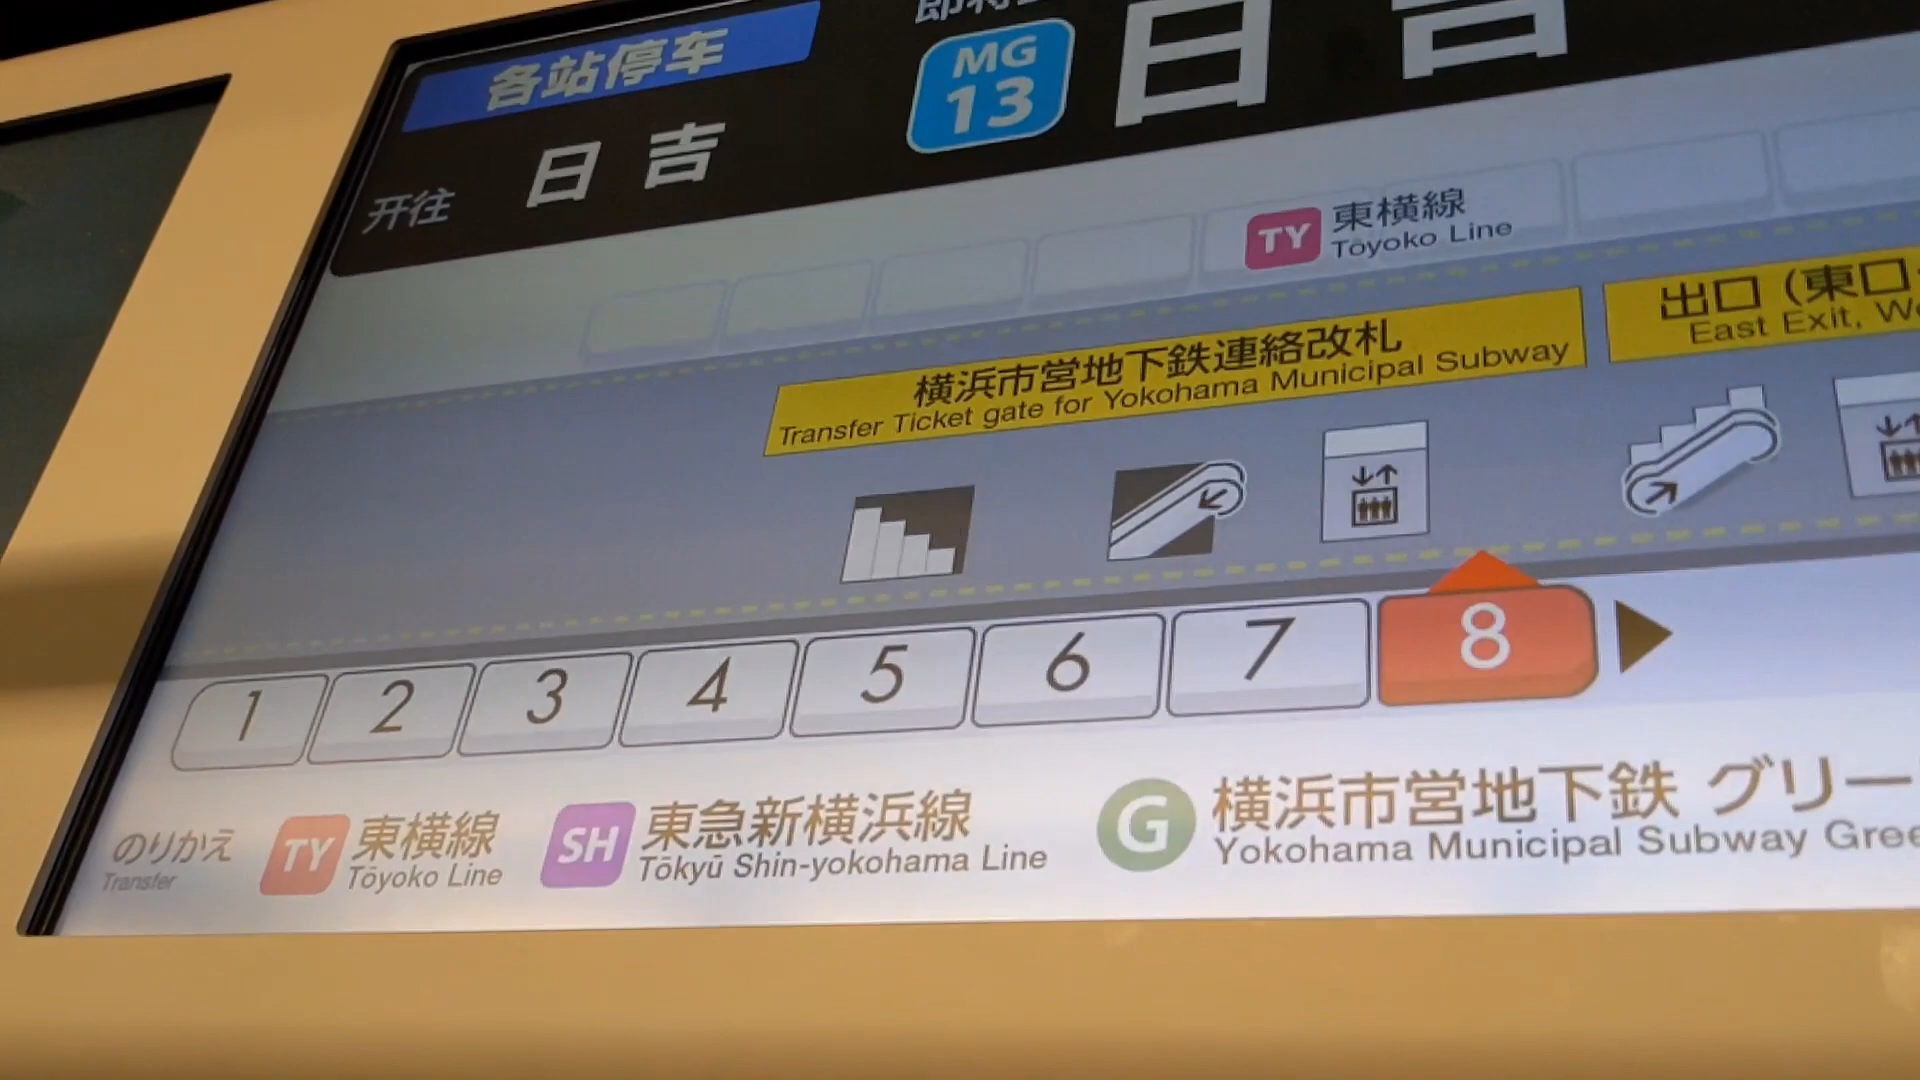 各站停车
开往 日吉
MG
13
日吉
TY 東横線
Tōyoko Line
横浜市営地下鉄連絡改札
Transfer Ticket gate for Yokohama Municipal Subway
出口（東口
East Exit,
1 2 3 4 5 6 7 8
のりかえ
Transfer
TY 東横線
Tōyoko Line
SH 東急新横浜線
Tōkyū Shin-yokohama Line
G 横浜市営地下鉄 グリー
Yokohama Municipal Subway Gree